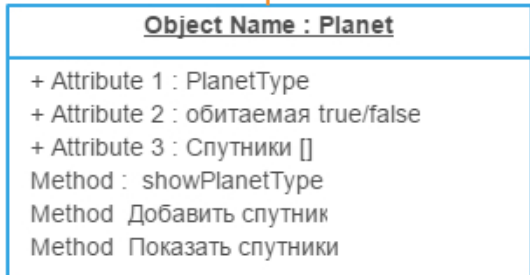 Object Name : Planet
+ Attribute 1 : PlanetType
+ Attribute 2 : обитаемая true/false
+ Attribute 3 : Спутники []
Method : showPlanetType
Method Добавить спутник
Method Показать спутники